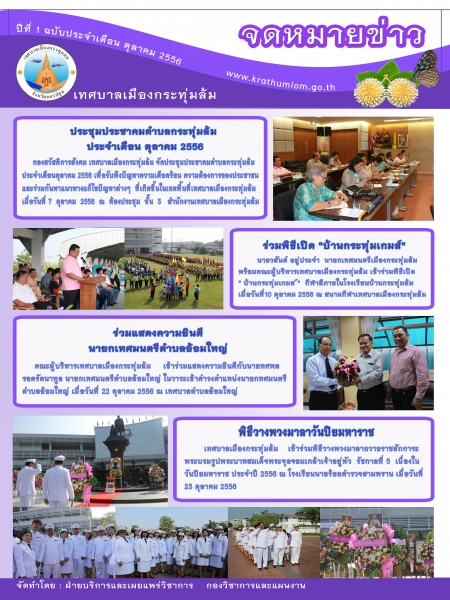 ปีที่ 1 ฉบับประจำเดือน ตุลาคม 2556
จดหมายข่าว
www.krathumlom.go.th
เทศบาลเมืองกระทุ่มล้ม
ประชุมประชาคมตำบลกระทุ่มล้ม
ประจำเดือน ตุลาคม 2556
กองสวัสดิการสังคม เทศบาลเมืองกระทุ่มล้ม จัดประชุมประชาคมตำบลกระทุ่มล้ม
ประจำเดือนตุลาคม 2556 เพื่อรับฟังปัญหาความเดือดร้อน ความต้องการของประชาชน
และร่วมกันหาแนวทางแก้ไขปัญหาต่างๆ ที่เกิดขึ้นในเขตพื้นที่เทศบาลเมืองกระทุ่มล้ม
เมื่อวันที่ 7 ตุลาคม 2556 ณ ห้องประชุม ชั้น 3 สำนักงานเทศบาลเมืองกระทุ่มล้ม
ร่วมพิธีเปิด "บ้านกระทุ่มเกมส์"
นายวสันต์ อยู่ประจำ นายกเทศมนตรีเมืองกระทุ่มล้ม
พร้อมคณะผู้บริหารเทศบาลเมืองกระทุ่มล้ม เข้าร่วมพิธีเปิด
" บ้านกระทุ่มเกมส์" กีฬาสีภายในโรงเรียนบ้านกระทุ่มล้ม
เมื่อวันที่10 ตุลาคม 2556 ณ สนามกีฬาเทศบาลเมืองกระทุ่มล้ม
ร่วมแสดงความยินดี
นายกเทศมนตรีตำบลอ้อมใหญ่
คณะผู้บริหารเทศบาลเมืองกระทุ่มล้ม เข้าร่วมแสดงความยินดีกับนาย
นายกเทศมนตรีตำบลอ้อมใหญ่ ในวาระเข้าดำรงตำแหน่งนายกเทศมนตรี
ตำบลอ้อมใหญ่ เมื่อวันที่ 22 ตุลาคม 2556 ณ เทศบาลตำบลอ้อมใหญ่
พิธีวางพวงมาลาวันปิยมหาราช
เทศบาลเมืองกระทุ่มล้ม เข้าร่วมพิธีวางพวงมาลาถวายราชสักการะ
พระบรมรูปพระบาทสมเด็จพระจุลจอมเกล้าเจ้าอยู่หัว รัชกาลที่ 5 เนื่องใน
วันปิยมหาราช ประจำปี 2556 ณ โรงเรียนนายร้อยตำรวจสามพราน เมื่อวันที่
23 ตุลาคม 2556
จัดทำโดย : ฝ่ายบริการและเผยแพร่วิชาการ กองวิชาการและแผนงาน